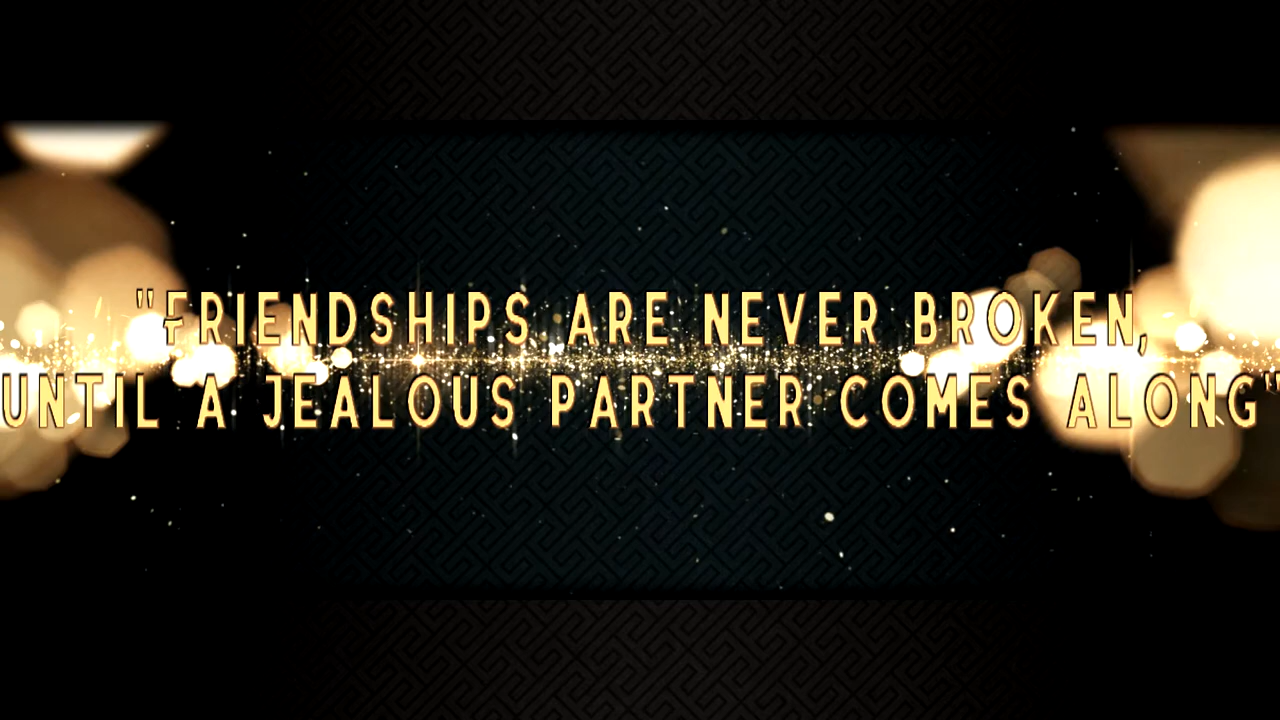 "FRIENDSHIPS ARE NEVER BROKEN,
UNTIL A JEALOUS PARTNER COMES ALONG"